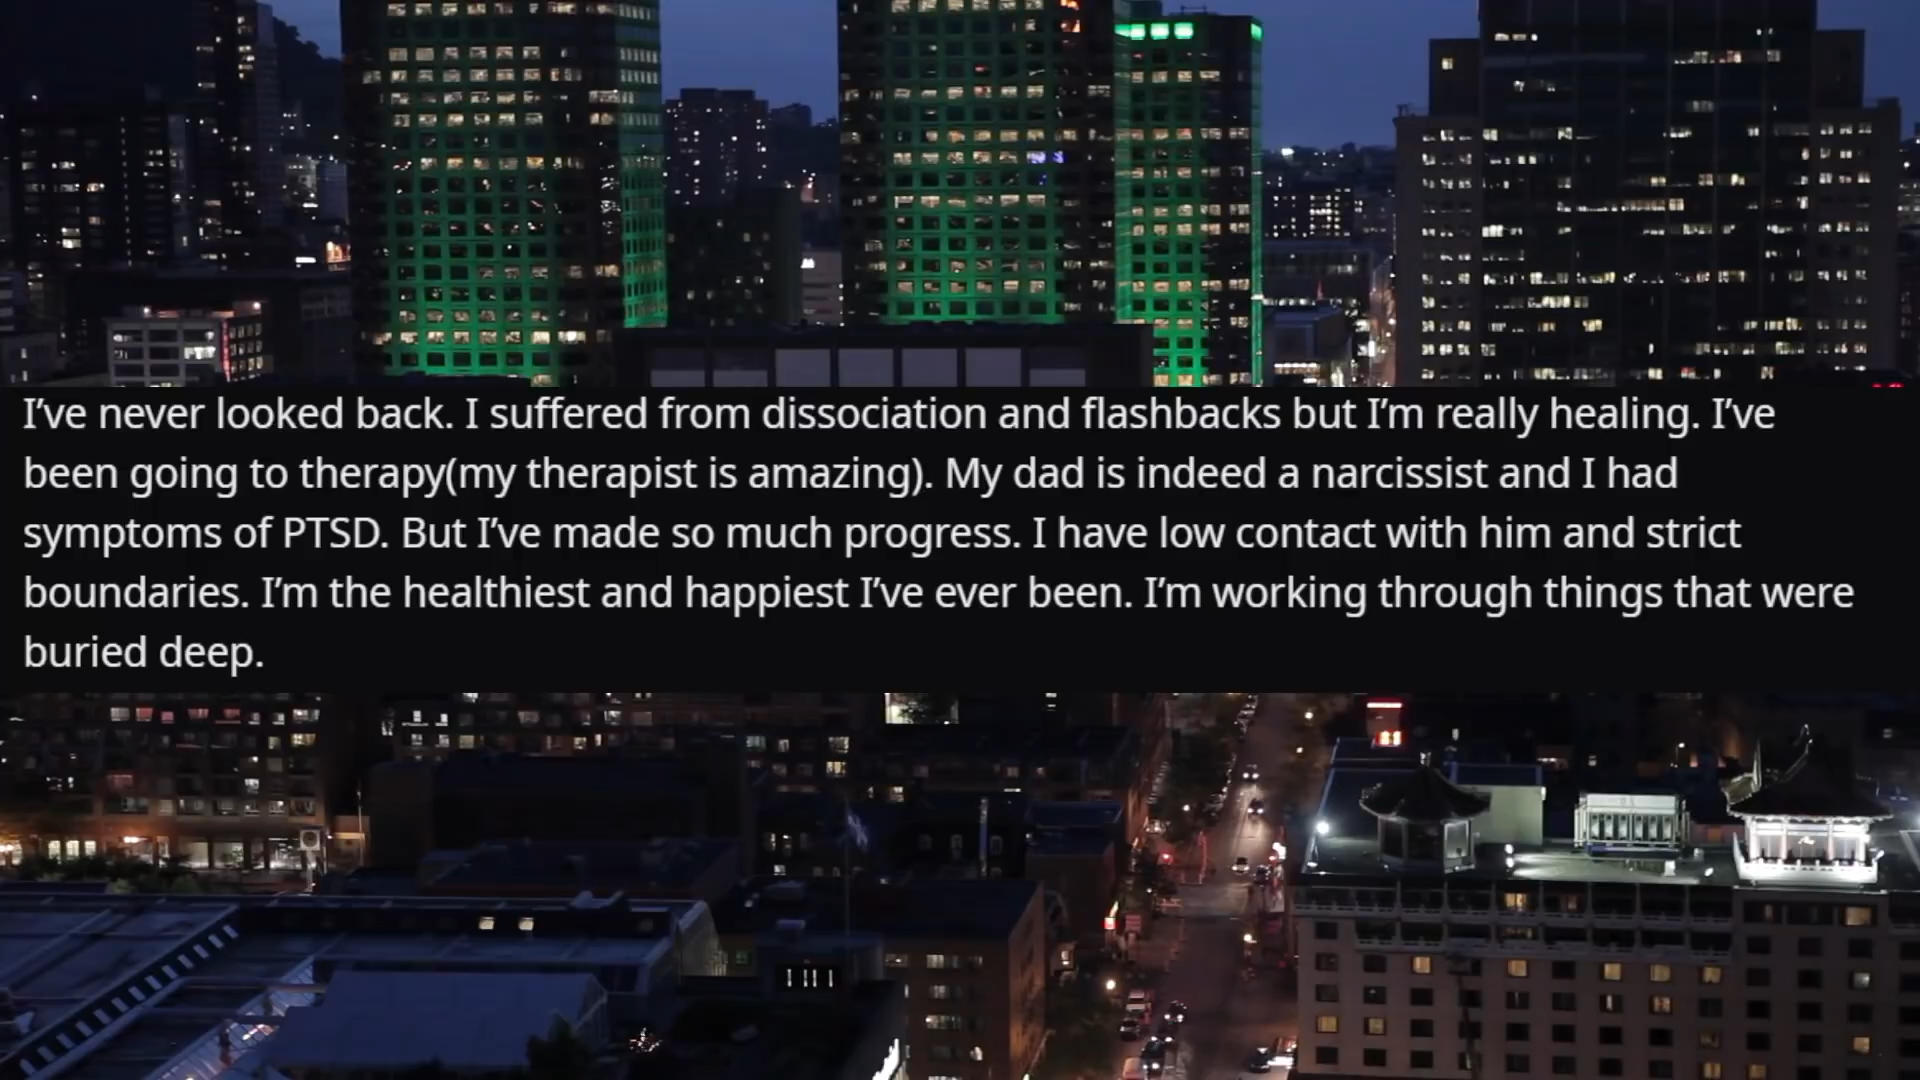 I’ve never looked back. I suffered from dissociation and flashbacks but I’m really healing. I’ve
been going to therapy(my therapist is amazing). My dad is indeed a narcissist and I had
symptoms of PTSD. But I’ve made so much progress. I have low contact with him and strict
boundaries. I’m the healthiest and happiest I’ve ever been. I’m working through things that were
buried deep.